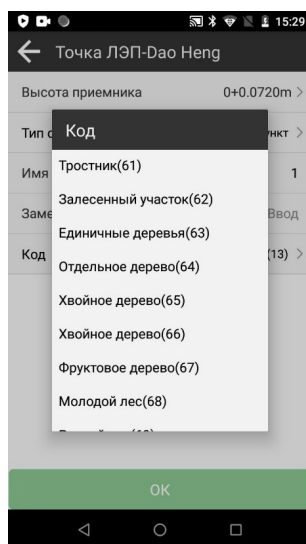 15:29
Точка ЛЭП-Dao Heng
Высота приемника 0+0.0720m >
Тип >
Имя 1
Ввод
Код (13) >
Код
Тростник(61)
Залесенный участок(62)
Единичные деревья(63)
Отдельное дерево(64)
Хвойное дерево(65)
Хвойное дерево(66)
Фруктовое дерево(67)
Молодой лес(68)
OK